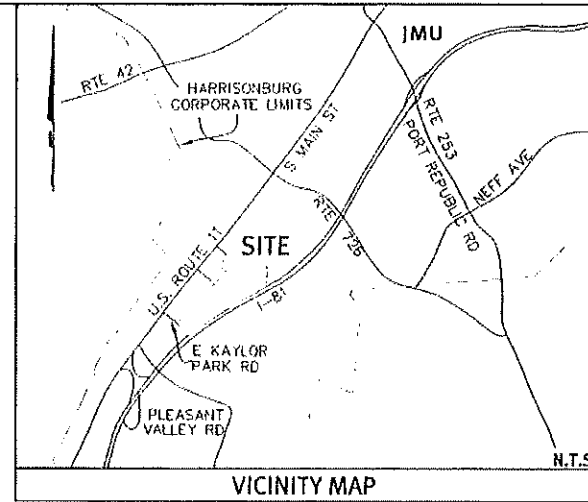 JMU
RTE 42
HARRISONBURG
CORPORATE LIMITS
S MAIN ST
RTE 253
PORT REPUBLIC RD
NEFF AVE
RTE 726
U.S. ROUTE 11
SITE
I-81
E KAYLOR
PARK RD
PLEASANT
VALLEY RD
N.T.S
VICINITY MAP